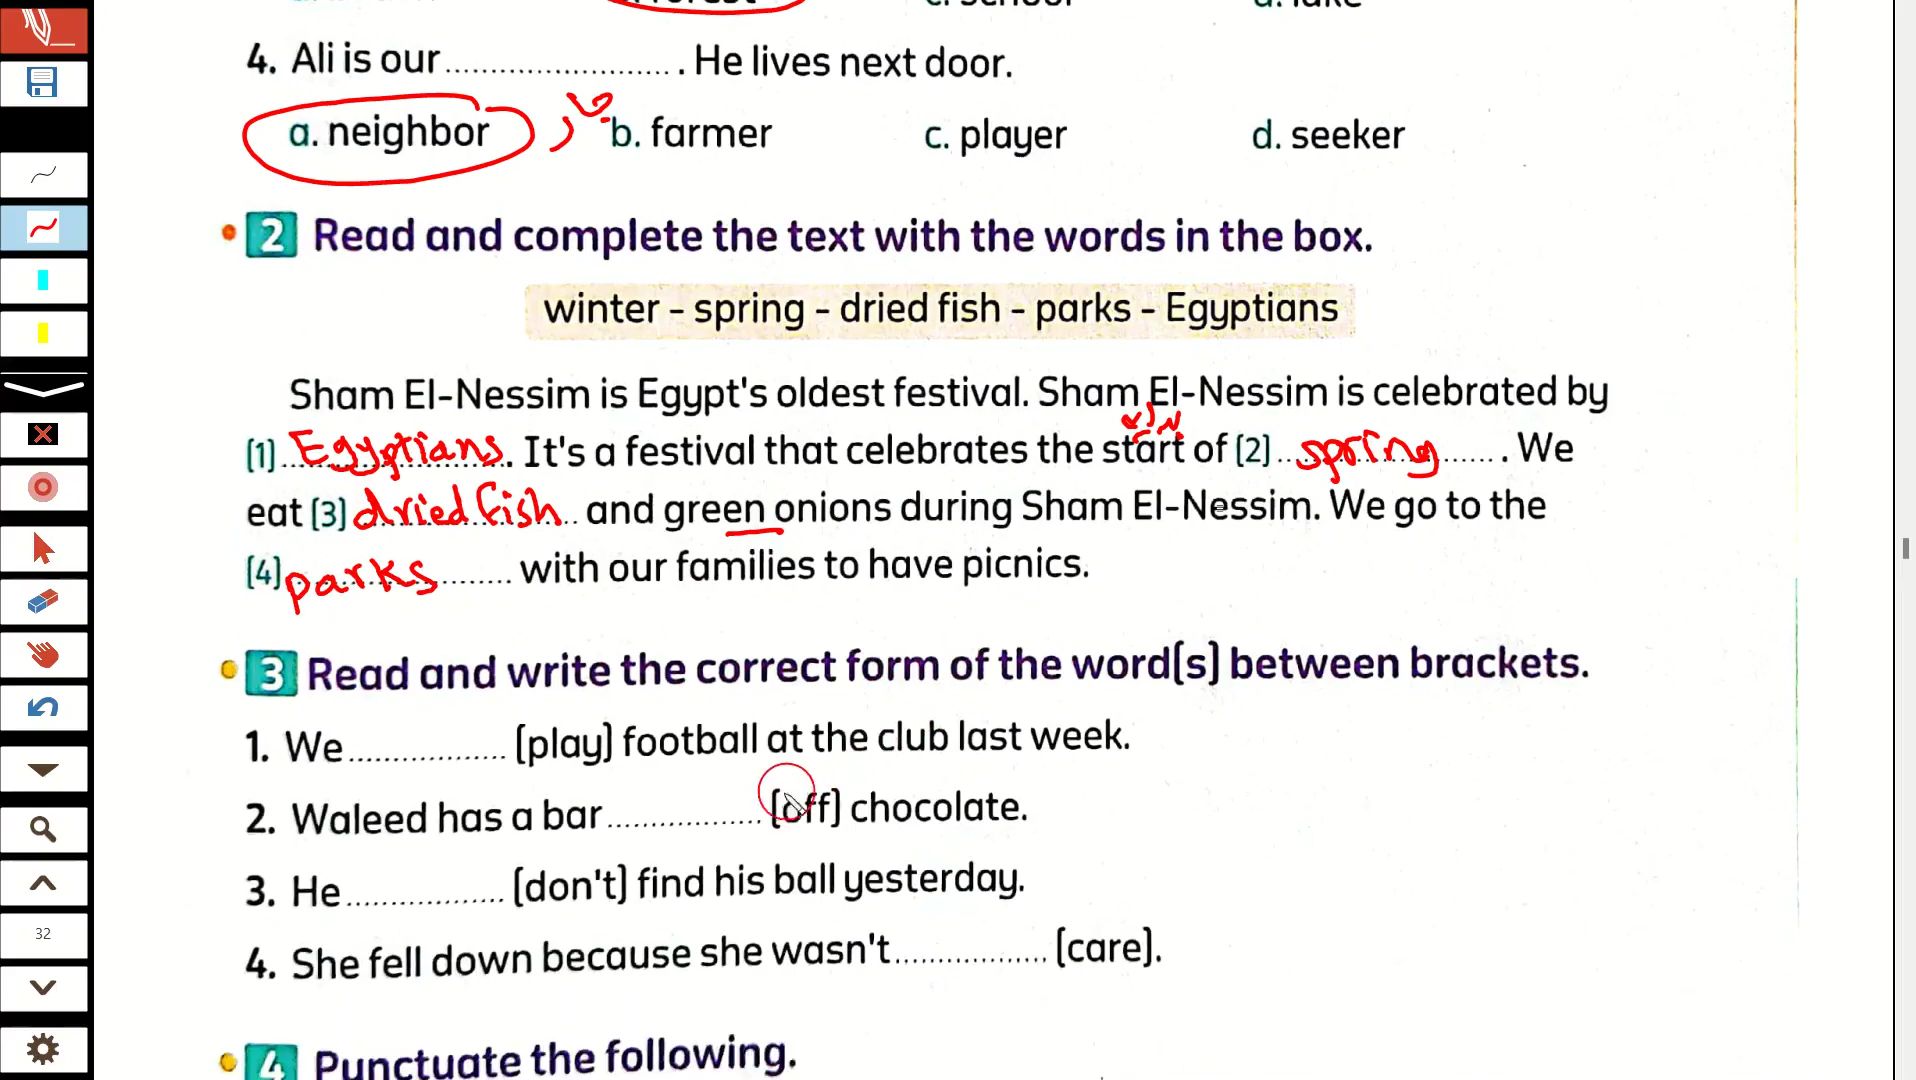 4. Ali is our ........................ . He lives next door.
a. neighbor b. farmer c. player d. seeker
2 Read and complete the text with the words in the box.
winter - spring - dried fish - parks - Egyptians
Sham El-Nessim is Egypt's oldest festival. Sham El-Nessim is celebrated by
[1] Egyptians. It's a festival that celebrates the start of [2] spring. We
eat [3] dried fish and green onions during Sham El-Nessim. We go to the
[4] parks with our families to have picnics.
3 Read and write the correct form of the word(s) between brackets.
1. We .................. [play] football at the club last week.
2. Waleed has a bar .................. [off] chocolate.
3. He .................. [don't] find his ball yesterday.
4. She fell down because she wasn't .................. [care].
32
4 Punctuate the following.